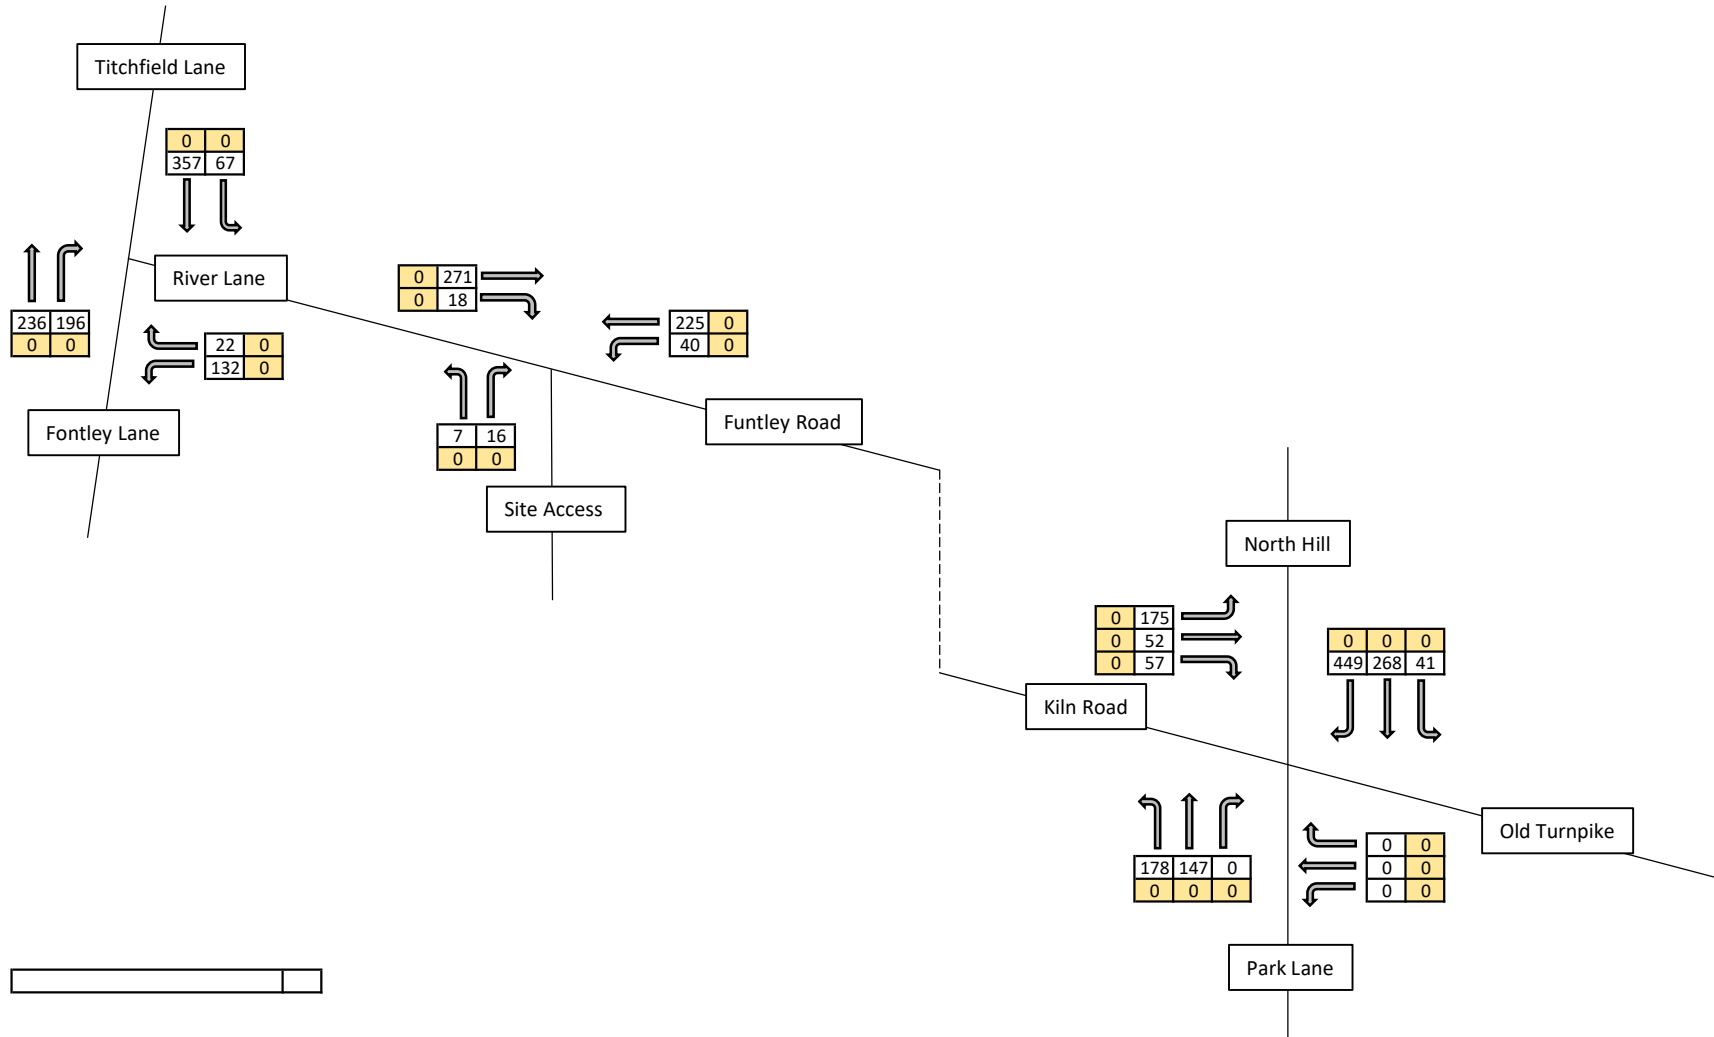 Titchfield Lane
0 0
357 67
River Lane
236 196
0 0
22 0
132 0
Fontley Lane
0 271
0 18
225 0
40 0
7 16
0 0
Site Access
Funtley Road
North Hill
0 175
0 52
0 57
0 0 0
449 268 41
Kiln Road
178 147 0
0 0 0
0 0
0 0
0 0
Old Turnpike
Park Lane